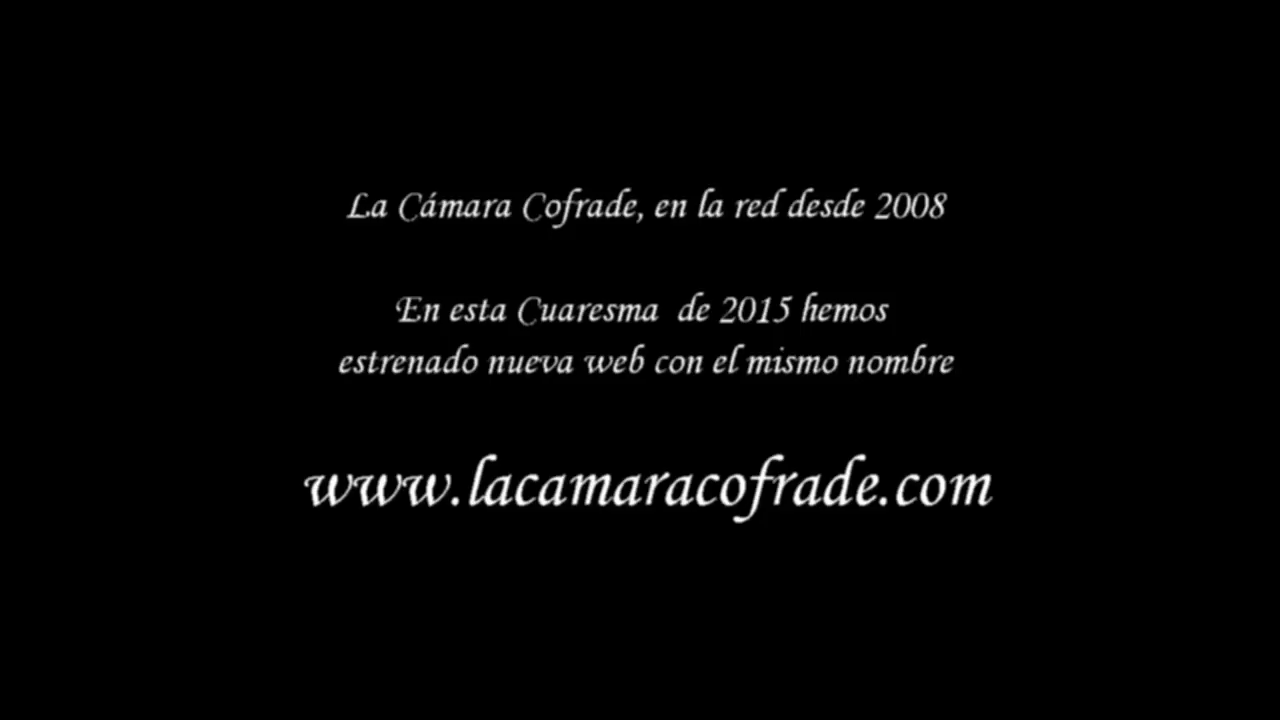 La Cámara Cofrade, en la red desde 2008
En esta Cuaresma de 2015 hemos
estrenado nueva web con el mismo nombre
www.lacamaracofrade.com